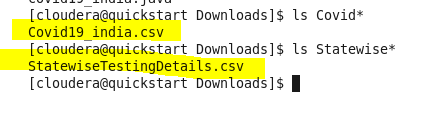 Covid19_india.java
[cloudera@quickstart Downloads]$ ls Covid*
Covid19_india.csv
[cloudera@quickstart Downloads]$ ls Statewise*
StatewiseTestingDetails.csv
[cloudera@quickstart Downloads]$